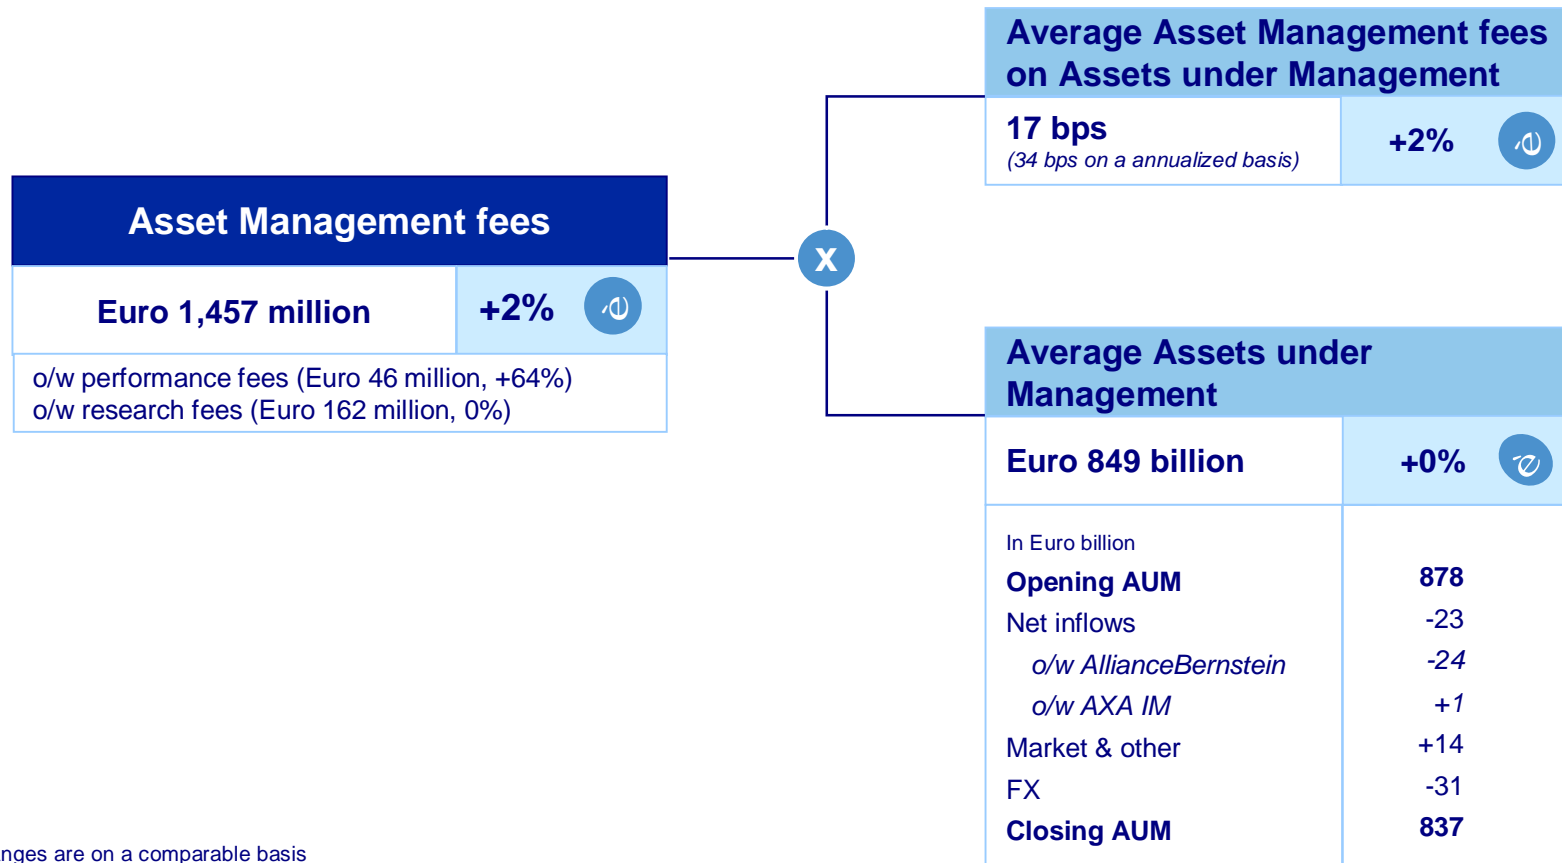 Asset Management fees
Euro 1,457 million +2%
o/w performance fees (Euro 46 million, +64%)
o/w research fees (Euro 162 million, 0%)
x
Average Asset Management fees
on Assets under Management
17 bps +2%
(34 bps on a annualized basis)
Average Assets under
Management
Euro 849 billion +0%
In Euro billion
Opening AUM 878
Net inflows -23
o/w AllianceBernstein -24
o/w AXA IM +1
Market & other +14
FX -31
Closing AUM 837
are on a comparable basis